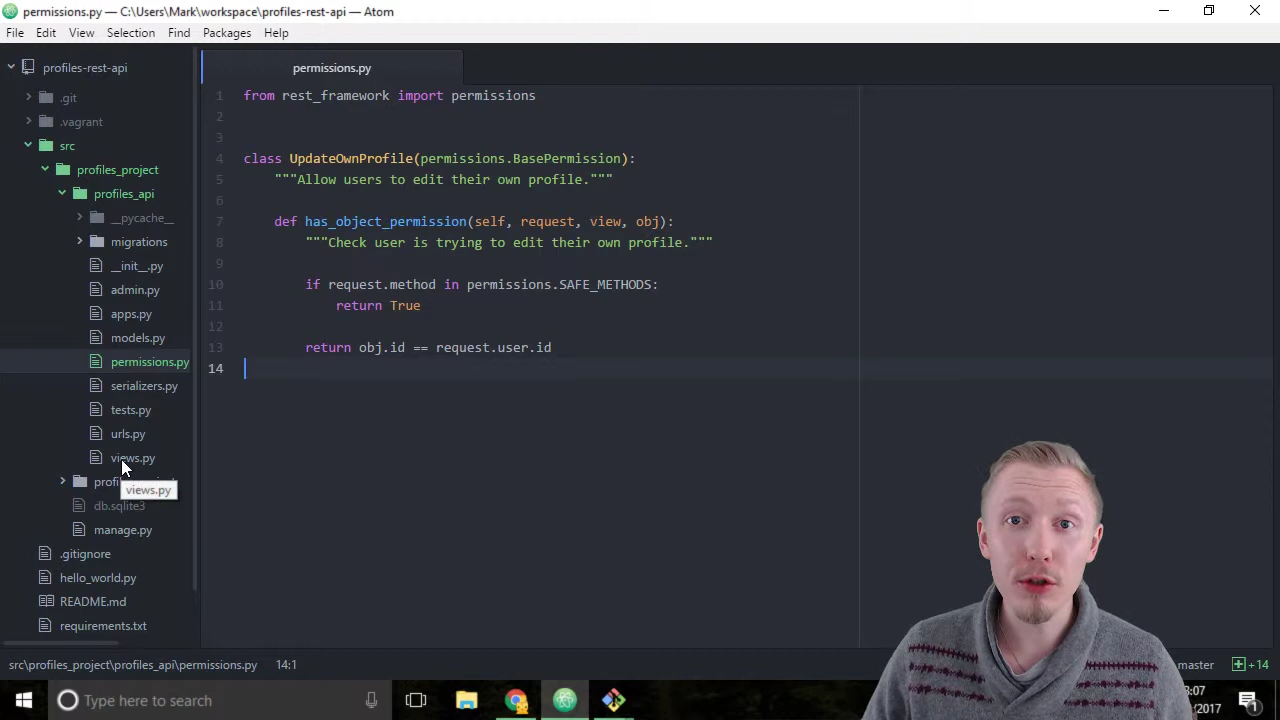 permissions.py — C:\Users\Mark\workspace\profiles-rest-api — Atom
File Edit View Selection Find Packages Help
profiles-rest-api
.git
.vagrant
src
profiles_project
profiles_api
__pycache__
migrations
__init__.py
admin.py
apps.py
models.py
permissions.py
serializers.py
tests.py
urls.py
views.py
views.py
db.sqlite3
manage.py
.gitignore
hello_world.py
README.md
requirements.txt
permissions.py
1 from rest_framework import permissions
2
3
4 class UpdateOwnProfile(permissions.BasePermission):
5 """Allow users to edit their own profile."""
6
7 def has_object_permission(self, request, view, obj):
8 """Check user is trying to edit their own profile."""
9
10 if request.method in permissions.SAFE_METHODS:
11 return True
12
13 return obj.id == request.user.id
14
src\profiles_project\profiles_api\permissions.py 14:1
master +14
Type here to search
:07
2017
1